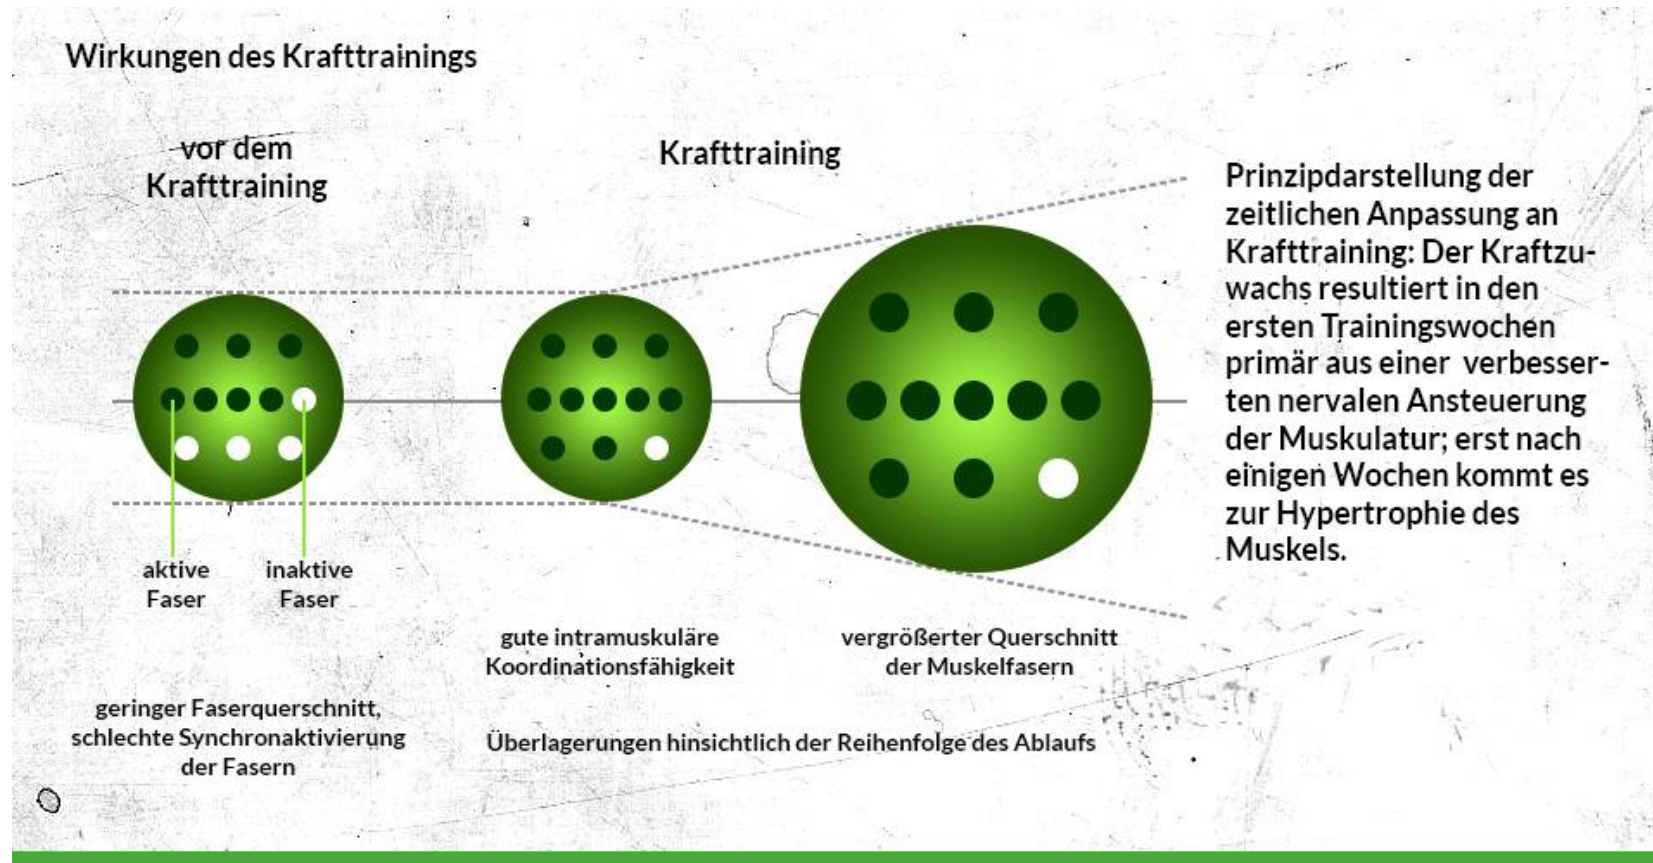 Wirkungen des Krafttrainings
vor dem
Krafttraining
Krafttraining
aktive
Faser
inaktive
Faser
geringer Faserquerschnitt,
schlechte Synchronaktivierung
der Fasern
gute intramuskuläre
Koordinationsfähigkeit
vergrößerter Querschnitt
der Muskelfasern
Überlagerungen hinsichtlich der Reihenfolge des Ablaufs
Prinzipdarstellung der
zeitlichen Anpassung an
Krafttraining: Der Kraftzu-
wachs resultiert in den
ersten Trainingswochen
primär aus einer verbesser-
ten nervalen Ansteuerung
der Muskulatur; erst nach
einigen Wochen kommt es
zur Hypertrophie des
Muskels.